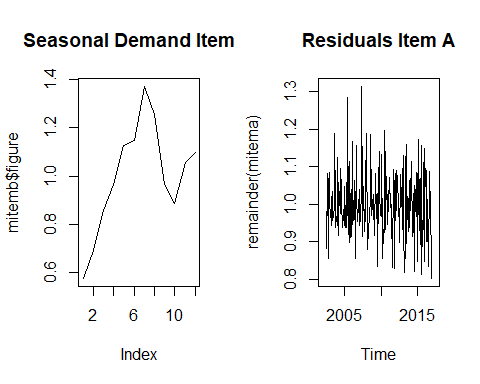 Seasonal Demand Item
mitemb$figure
0.6
0.8
1.0
1.2
1.4
2
6
10
Index
Residuals Item A
remainder(mitema)
0.8
0.9
1.0
1.1
1.2
1.3
2005
2015
Time